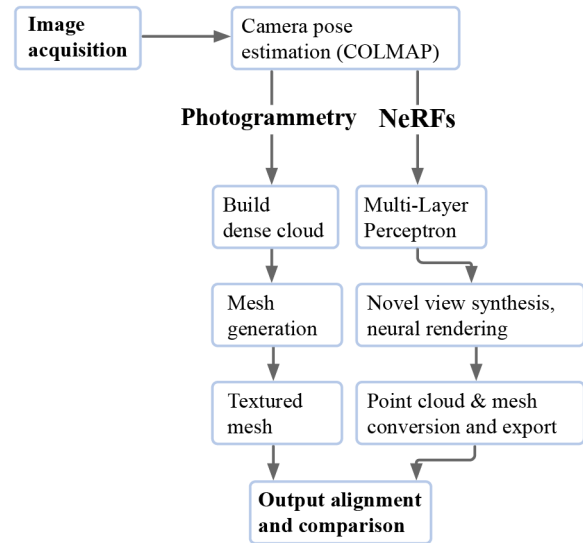 Image
acquisition
Camera pose
estimation (COLMAP)
Photogrammetry
NeRFs
Build
dense cloud
Multi-Layer
Perceptron
Mesh
generation
Novel view synthesis,
neural rendering
Textured
mesh
Point cloud & mesh
conversion and export
Output alignment
and comparison